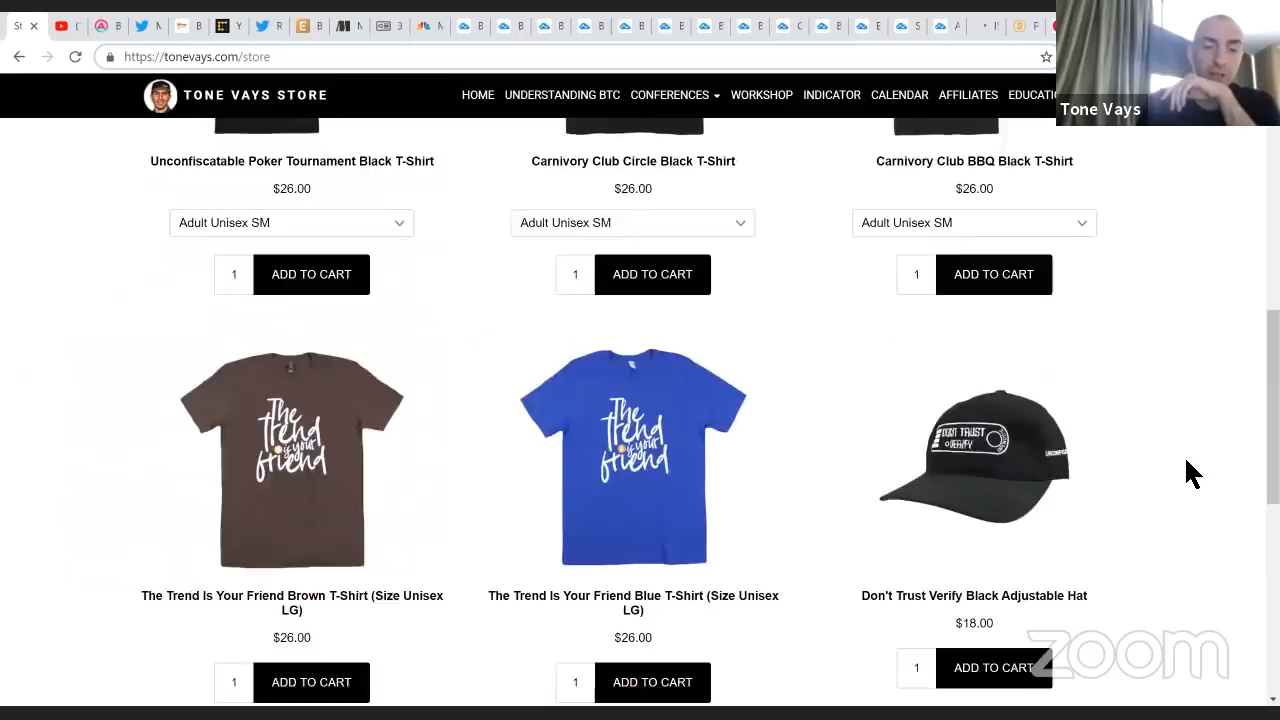 https://tonevays.com/store
Tone Vays
TONE VAYS STORE
HOME UNDERSTANDING BTC CONFERENCES WORKSHOP INDICATOR CALENDAR AFFILIATES
Unconfiscatable Poker Tournament Black T-Shirt
$26.00
Adult Unisex SM
1 ADD TO CART
Carnivory Club Circle Black T-Shirt
$26.00
Adult Unisex SM
1 ADD TO CART
Carnivory Club BBQ Black T-Shirt
$26.00
Adult Unisex SM
1 ADD TO CART
The
trend
is your
friend
The Trend Is Your Friend Brown T-Shirt (Size Unisex
LG)
$26.00
1 ADD TO CART
The
trend
is your
friend
The Trend Is Your Friend Blue T-Shirt (Size Unisex
LG)
$26.00
1 ADD TO CART
DON'T TRUST
VERIFY
Don't Trust Verify Black Adjustable Hat
$18.00
1 ADD TO CART
zoom